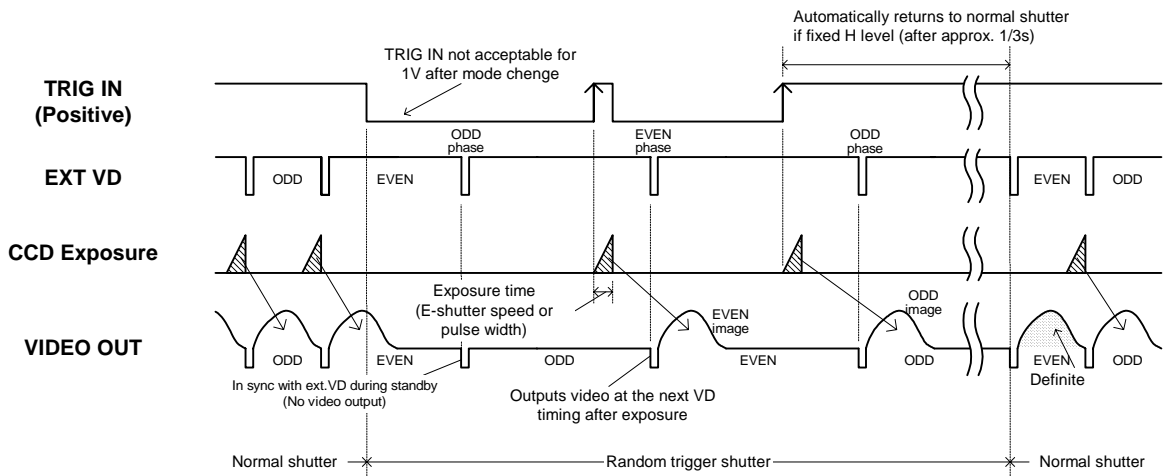 Automatically returns to normal shutter
if fixed H level (after approx. 1/3s)
TRIG IN not acceptable for
1V after mode chenge
TRIG IN
(Positive)
ODD
phase
EVEN
phase
ODD
phase
EXT VD
ODD
EVEN
EVEN
ODD
CCD Exposure
Exposure time
(E-shutter speed or
pulse width)
EVEN
image
ODD
image
VIDEO OUT
ODD
EVEN
ODD
EVEN
ODD
EVEN
ODD
In sync with ext.VD during standby
(No video output)
Outputs video at the next VD
timing after exposure
Definite
Normal shutter
Random trigger shutter
Normal shutter